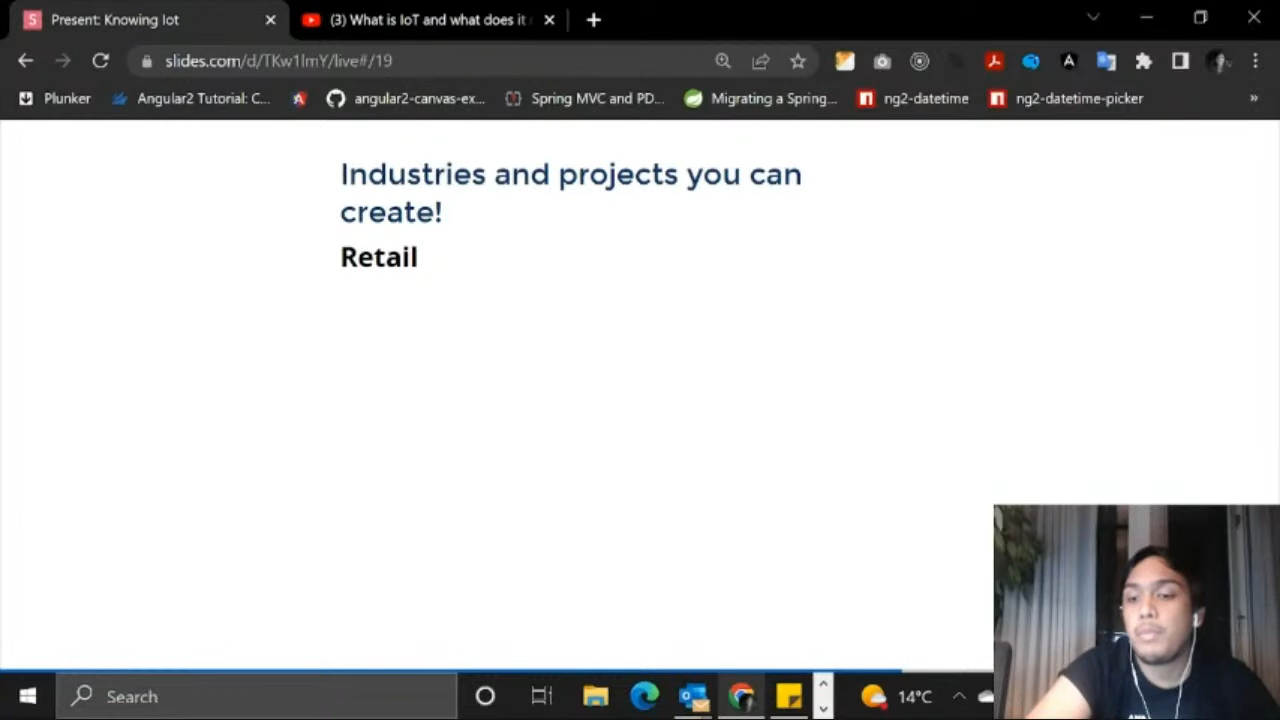 Present: Knowing Iot
(3) What is IoT and what does it
slides.com/d/TKw1lmY/live#/19
Plunker
Angular2 Tutorial: C...
angular2-canvas-ex...
Spring MVC and PD...
Migrating a Spring...
ng2-datetime
ng2-datetime-picker
Industries and projects you can
create!
Retail
Search
14°C